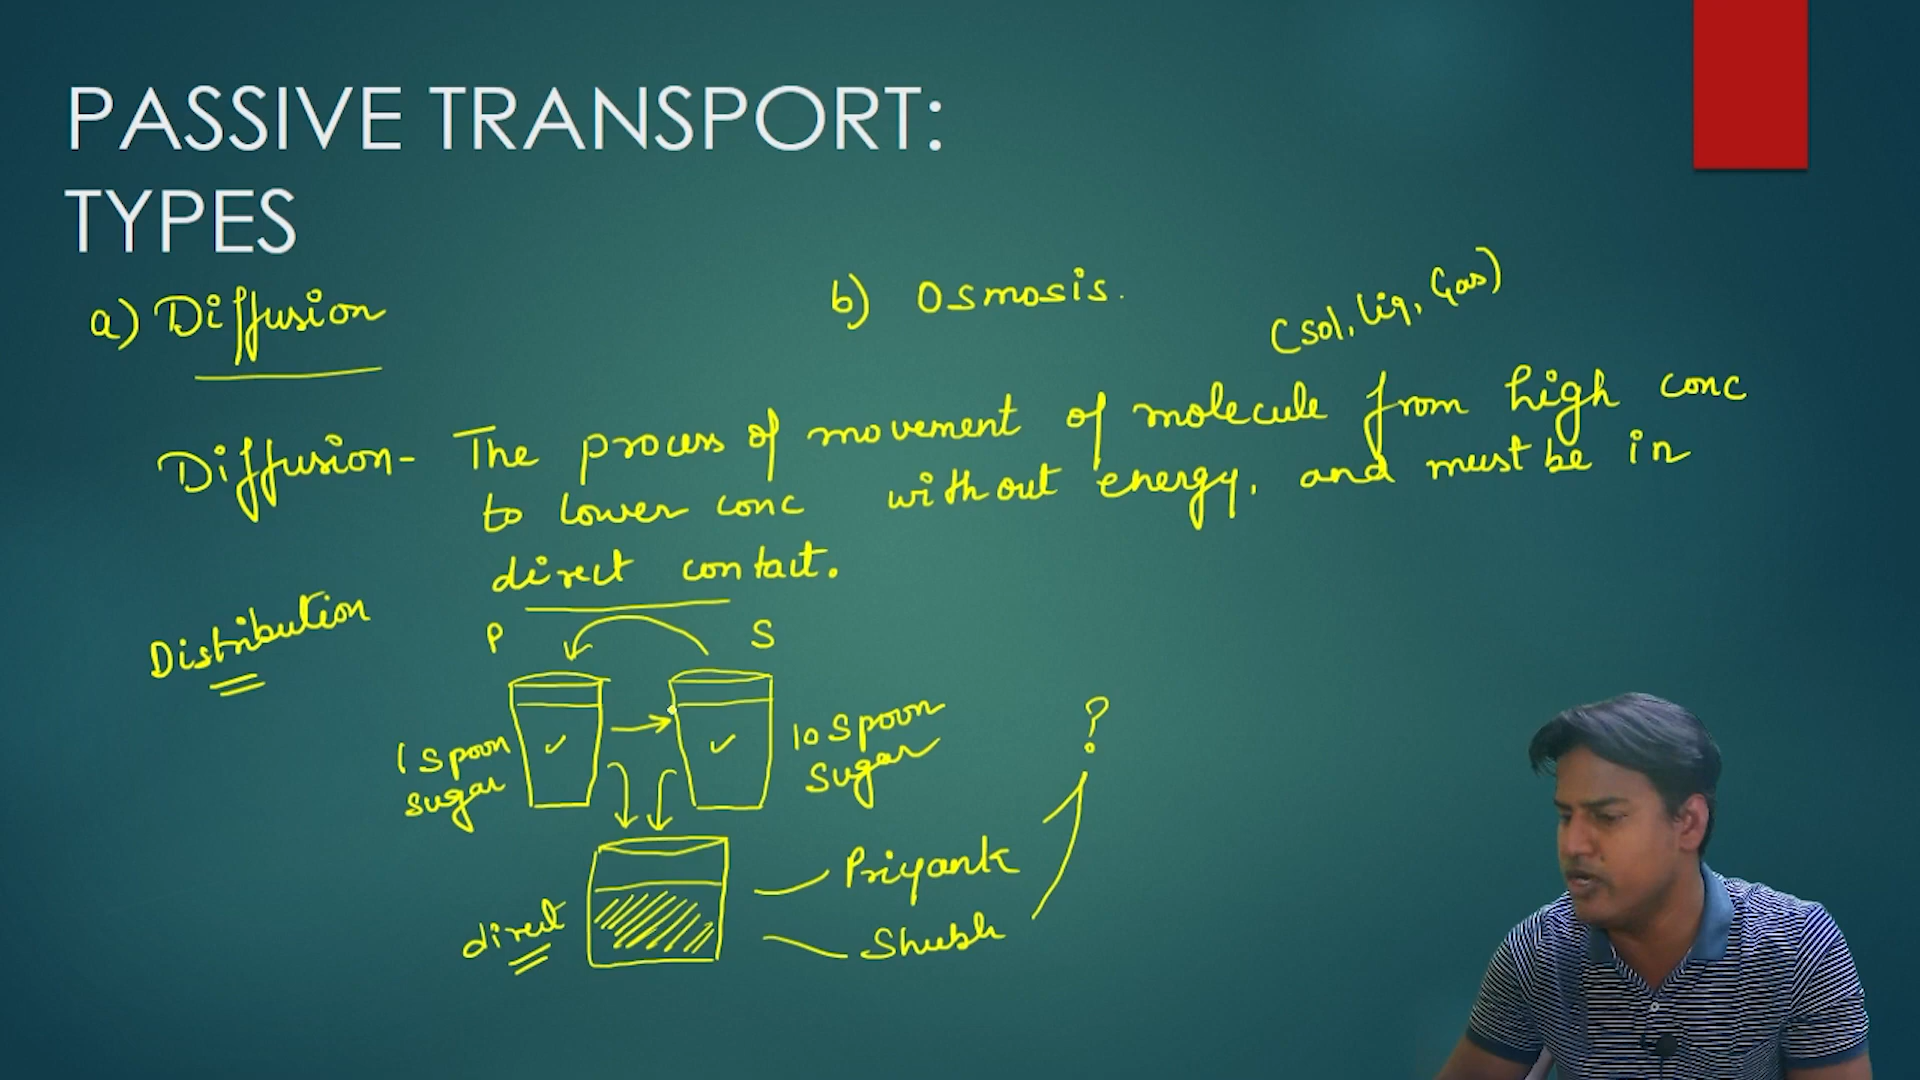 PASSIVE TRANSPORT:
TYPES
a) Diffusion
b) Osmosis.
(sol, liq, Gas)
Diffusion- The process of movement of molecule from high conc
to lower conc without energy, and must be in
direct contact.
Distribution
P
S
1 spoon
sugar
10 spoon
sugar
?
Priyank
direct
Shubh